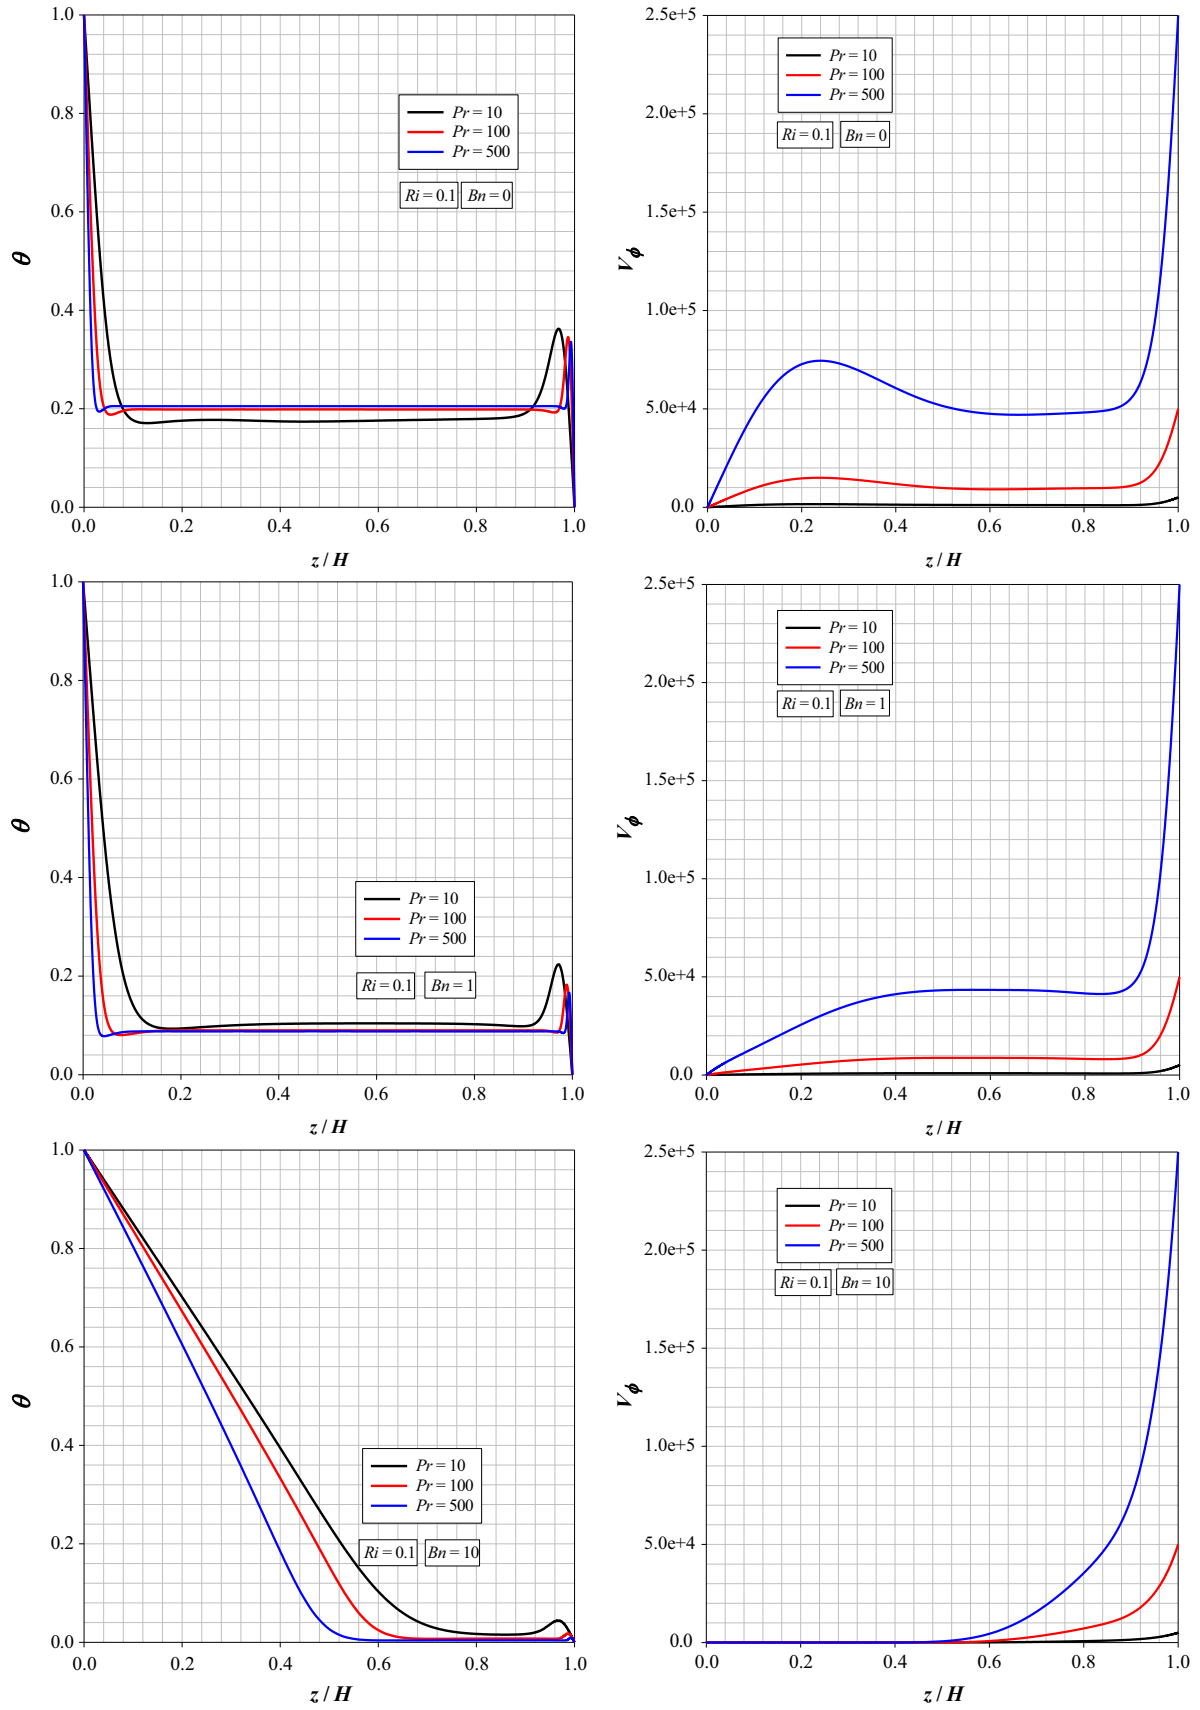 1.0
0.8
0.6
0.4
0.2
0.0
θ
Pr = 10
Pr = 100
Pr = 500
Ri = 0.1 Bn = 0
0.0 0.2 0.4 0.6 0.8 1.0
z / H
2.5e+5
2.0e+5
1.5e+5
1.0e+5
5.0e+4
0.0
Vϕ
Pr = 10
Pr = 100
Pr = 500
Ri = 0.1 Bn = 0
0.0 0.2 0.4 0.6 0.8 1.0
z / H
1.0
0.8
0.6
0.4
0.2
0.0
θ
Pr = 10
Pr = 100
Pr = 500
Ri = 0.1 Bn = 1
0.0 0.2 0.4 0.6 0.8 1.0
z / H
2.5e+5
2.0e+5
1.5e+5
1.0e+5
5.0e+4
0.0
Vϕ
Pr = 10
Pr = 100
Pr = 500
Ri = 0.1 Bn = 1
0.0 0.2 0.4 0.6 0.8 1.0
z / H
1.0
0.8
0.6
0.4
0.2
0.0
θ
Pr = 10
Pr = 100
Pr = 500
Ri = 0.1 Bn = 10
0.0 0.2 0.4 0.6 0.8 1.0
z / H
2.5e+5
2.0e+5
1.5e+5
1.0e+5
5.0e+4
0.0
Vϕ
Pr = 10
Pr = 100
Pr = 500
Ri = 0.1 Bn = 10
0.0 0.2 0.4 0.6 0.8 1.0
z / H